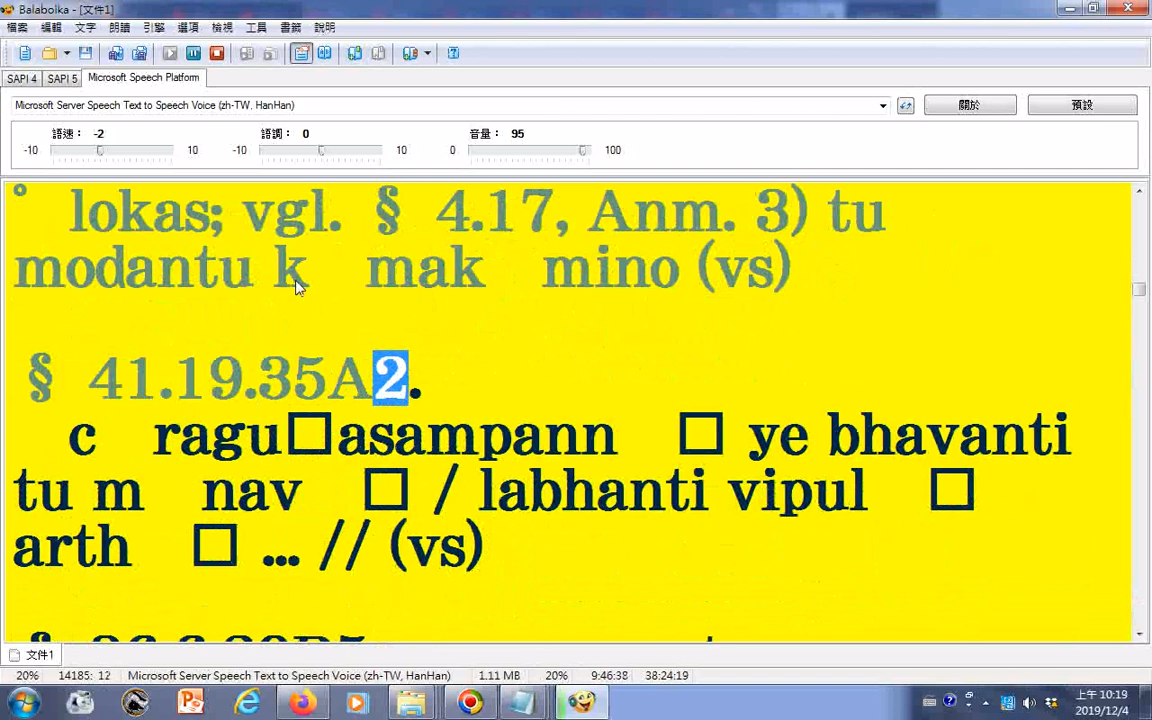 Balabolka - [文件1]
檔案 編輯 文字 朗讀 引擎 選項 檢視 工具 書籤 說明
SAPI 4 SAPI 5 Microsoft Speech Platform
Microsoft Server Speech Text to Speech Voice (zh-TW, HanHan) 關於 預設
語速： -2 語調： 0 音量： 95
-10 10 -10 10 0 100
° lokas; vgl. § 4.17, Anm. 3) tu
modantu k mak mino (vs)
§ 41.19.35A2.
c ragu□asampann □ ye bhavanti
tu m nav □ / labhanti vipul □
arth □ ... // (vs)
文件1
20% 14185: 12 Microsoft Server Speech Text to Speech Voice (zh-TW, HanHan) 1.11 MB 20% 9:46:38 38:24:19
上午 10:19
2019/12/4